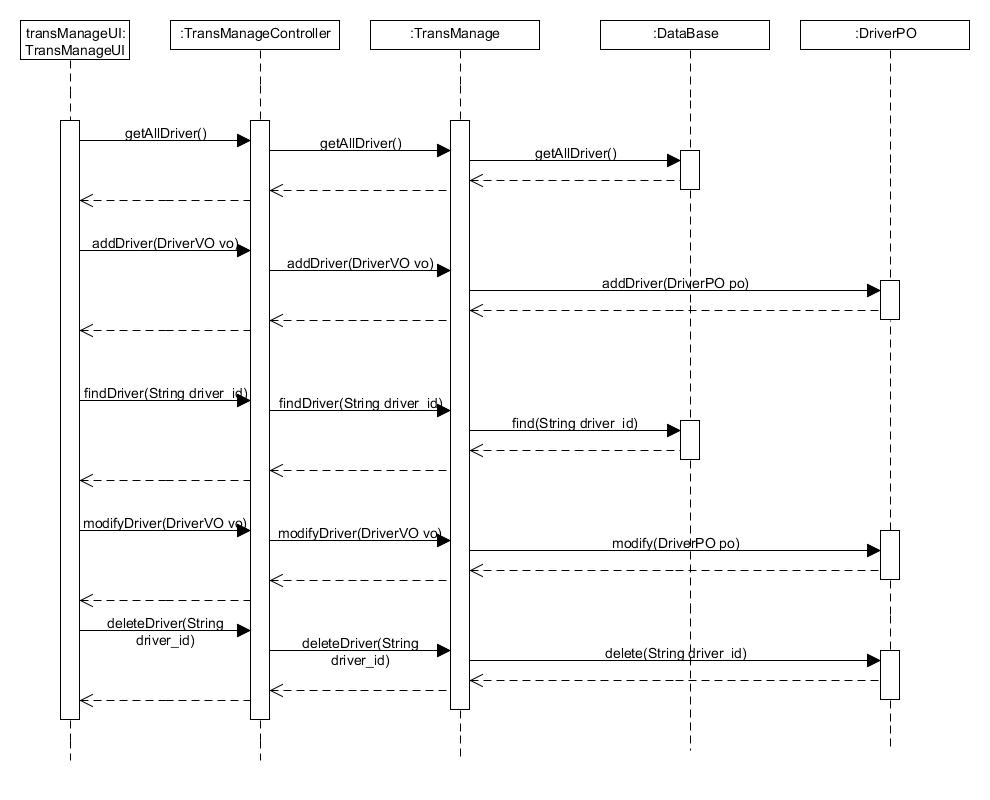 transManageUI:
TransManageUI
:TransManageController
:TransManage
:DataBase
:DriverPO
getAllDriver()
getAllDriver()
getAllDriver()
addDriver(DriverVO vo)
addDriver(DriverVO vo)
addDriver(DriverPO po)
findDriver(String driver_id)
findDriver(String driver_id)
find(String driver_id)
modifyDriver(DriverVO vo)
modifyDriver(DriverVO vo)
modify(DriverPO po)
deleteDriver(String
driver_id)
deleteDriver(String
driver_id)
delete(String driver_id)